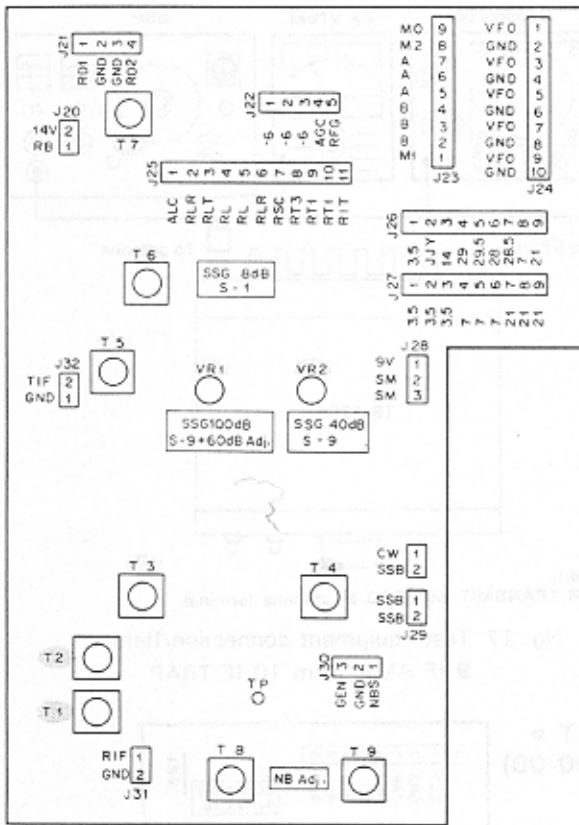 J21
1 2 3 4
RD1 GND GND RD2
T7
J20
-14V 2
RB 1
J22
1 2 3 4 5
-6 -6 -6 AGC RFG
J25
1 2 3 4 5 6 7 8 9 10 11
ALC RLR RLT RL RL RLR RSC RT3 RT1 RT1 RIT
M0 9
M2 8
A 7
A 6
A 5
B 4
B 3
B 2
M1 1
J23
VFO 1
GND 2
VFO 3
GND 4
VFO 5
GND 6
VFO 7
GND 8
VFO 9
GND 10
J24
J26
1 2 3 4 5 6 7 8 9
3.5 JJY 14 29 29.5 28 28.5 7 21
J27
1 2 3 4 5 6 7 8 9
3.5 3.5 3.5 7 7 7 21 21 21
T6
SSG 8dB
S-1
T5
J32
TIF 2
GND 1
VR1
SSG100dB
S-9+60dB Adj.
VR2
SSG 40dB
S-9
J28
9V 1
SM 2
SM 3
CW 1
SSB 2
SSB 1
SSB 2
J29
T3
T4
T2
T1
TP
J30
3 2 1
GEN GND NBS
RIF 1
GND 2
J31
T8
NB Adj.
T9